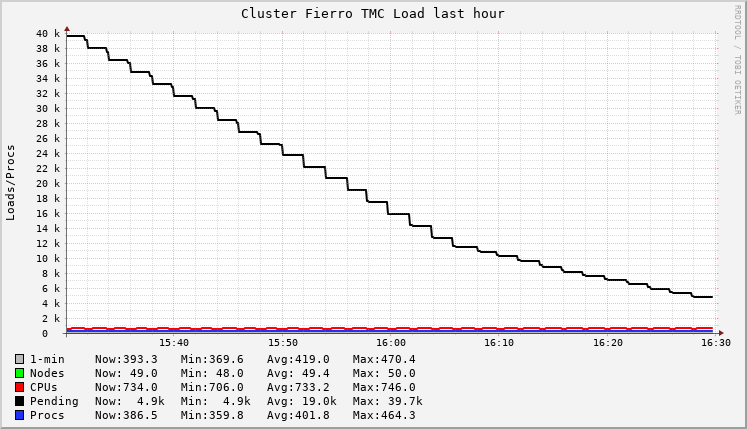 Cluster Fierro TMC Load last hour
RRDTOOL / TOBI OETIKER
Loads/Procs
40 k
38 k
36 k
34 k
32 k
30 k
28 k
26 k
24 k
22 k
20 k
18 k
16 k
14 k
12 k
10 k
8 k
6 k
4 k
2 k
0
15:40 15:50 16:00 16:10 16:20 16:30
1-min Now:393.3 Min:369.6 Avg:419.0 Max:470.4
Nodes Now: 49.0 Min: 48.0 Avg: 49.4 Max: 50.0
CPUs Now:734.0 Min:706.0 Avg:733.2 Max:746.0
Pending Now: 4.9k Min: 4.9k Avg: 19.0k Max: 39.7k
Procs Now:386.5 Min:359.8 Avg:401.8 Max:464.3